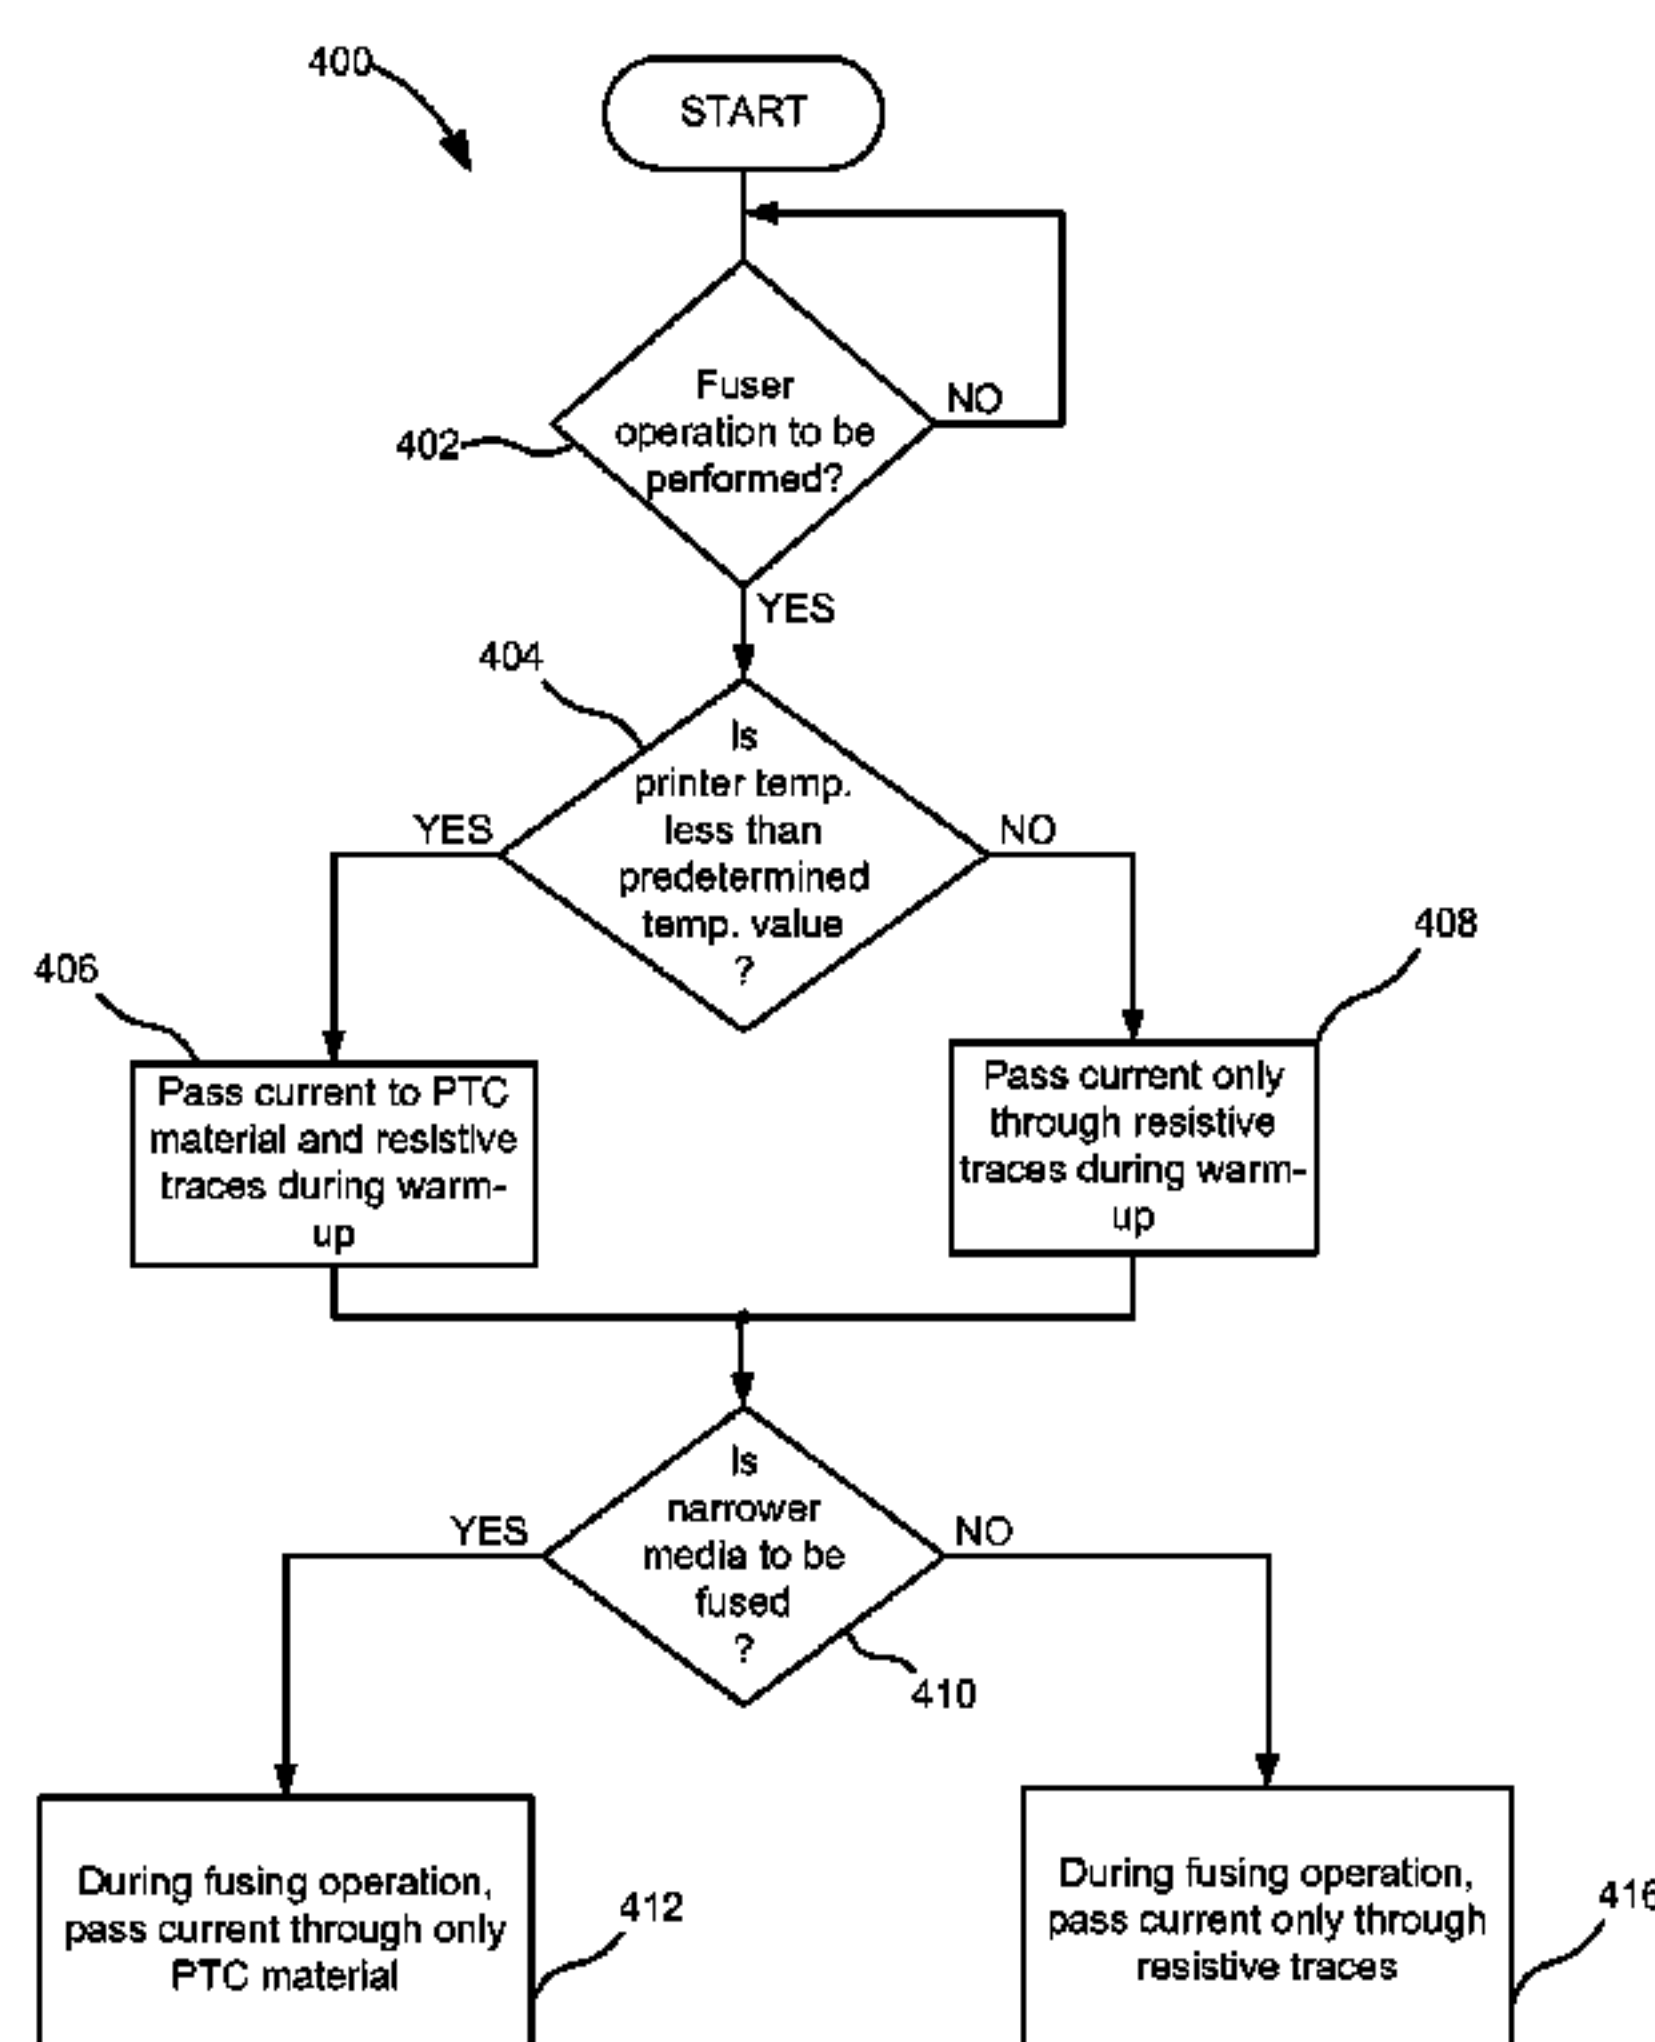 400
START
Fuser
operation to be
performed?
NO
402
YES
404
Is
printer temp.
less than
predetermined
temp. value
?
YES
NO
406
408
Pass current to PTC
material and resistive
traces during warm-
up
Pass current only
through resistive
traces during warm-
up
Is
narrower
media to be
fused
?
YES
NO
410
During fusing operation,
pass current through only
PTC material
412
During fusing operation,
pass current only through
resistive traces
416